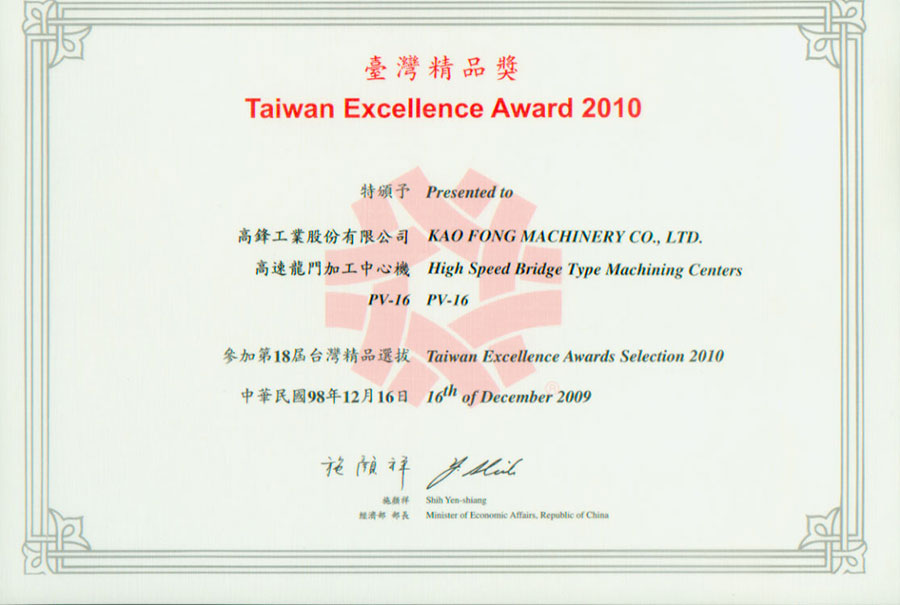 臺灣精品獎
Taiwan Excellence Award 2010
特頒予 Presented to
高鋒工業股份有限公司 KAO FONG MACHINERY CO., LTD.
高速龍門加工中心機 High Speed Bridge Type Machining Centers
PV-16 PV-16
參加第18屆台灣精品選拔 Taiwan Excellence Awards Selection 2010
中華民國98年12月16日 16th of December 2009
施顏祥 Y. Shih
施顏祥 Shih Yen-shiang
經濟部 部長 Minister of Economic Affairs, Republic of China